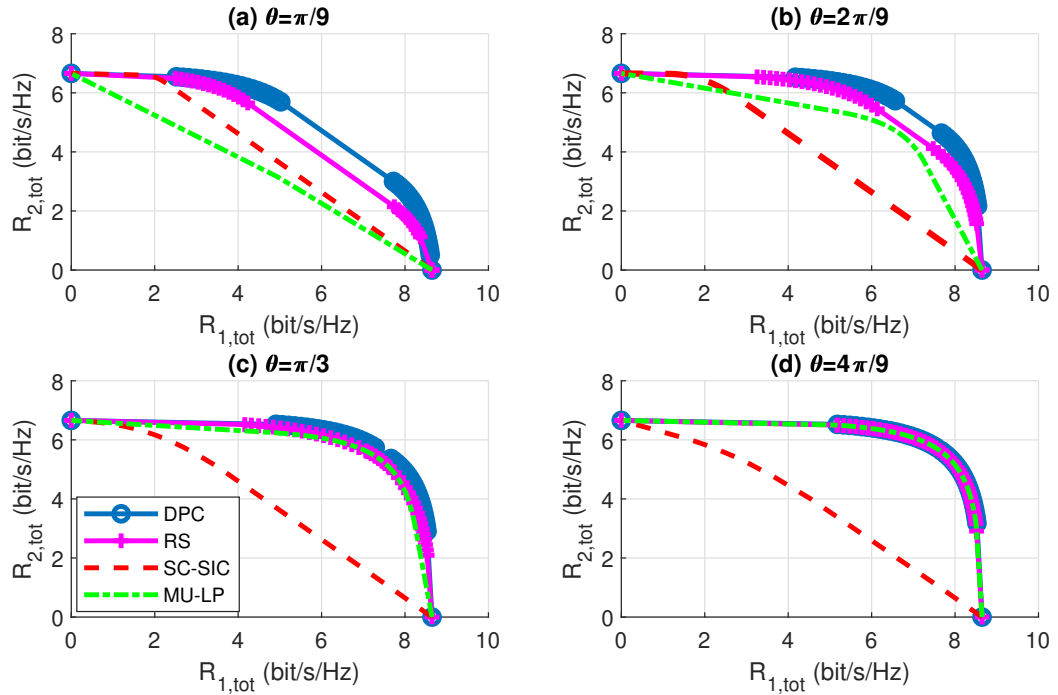 (a) θ=π/9
8
6
4
2
0
R2,tot (bit/s/Hz)
0 2 4 6 8 10
R1,tot (bit/s/Hz)
(b) θ=2π/9
8
6
4
2
0
R2,tot (bit/s/Hz)
0 2 4 6 8 10
R1,tot (bit/s/Hz)
(c) θ=π/3
8
6
4
2
0
R2,tot (bit/s/Hz)
DPC
RS
SC-SIC
MU-LP
0 2 4 6 8 10
R1,tot (bit/s/Hz)
(d) θ=4π/9
8
6
4
2
0
R2,tot (bit/s/Hz)
0 2 4 6 8 10
R1,tot (bit/s/Hz)